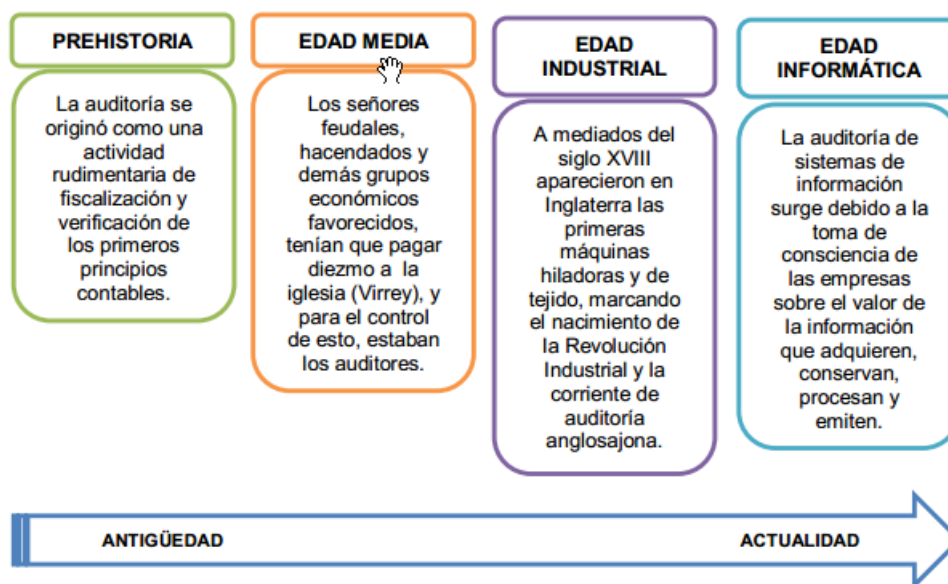 PREHISTORIA
La auditoría se
originó como una
actividad
rudimentaria de
fiscalización y
verificación de
los primeros
principios
contables.
EDAD MEDIA
Los señores
feudales,
hacendados y
demás grupos
económicos
favorecidos,
tenían que pagar
diezmo a la
iglesia (Virrey), y
para el control
de esto, estaban
los auditores.
EDAD
INDUSTRIAL
A mediados del
siglo XVIII
aparecieron en
Inglaterra las
primeras
máquinas
hiladoras y de
tejido, marcando
el nacimiento de
la Revolución
Industrial y la
corriente de
auditoría
anglosajona.
EDAD
INFORMÁTICA
La auditoría de
sistemas de
información
surge debido a la
toma de
consciencia de
las empresas
sobre el valor de
la información
que adquieren,
conservan,
procesan y
emiten.
ANTIGÜEDAD
ACTUALIDAD